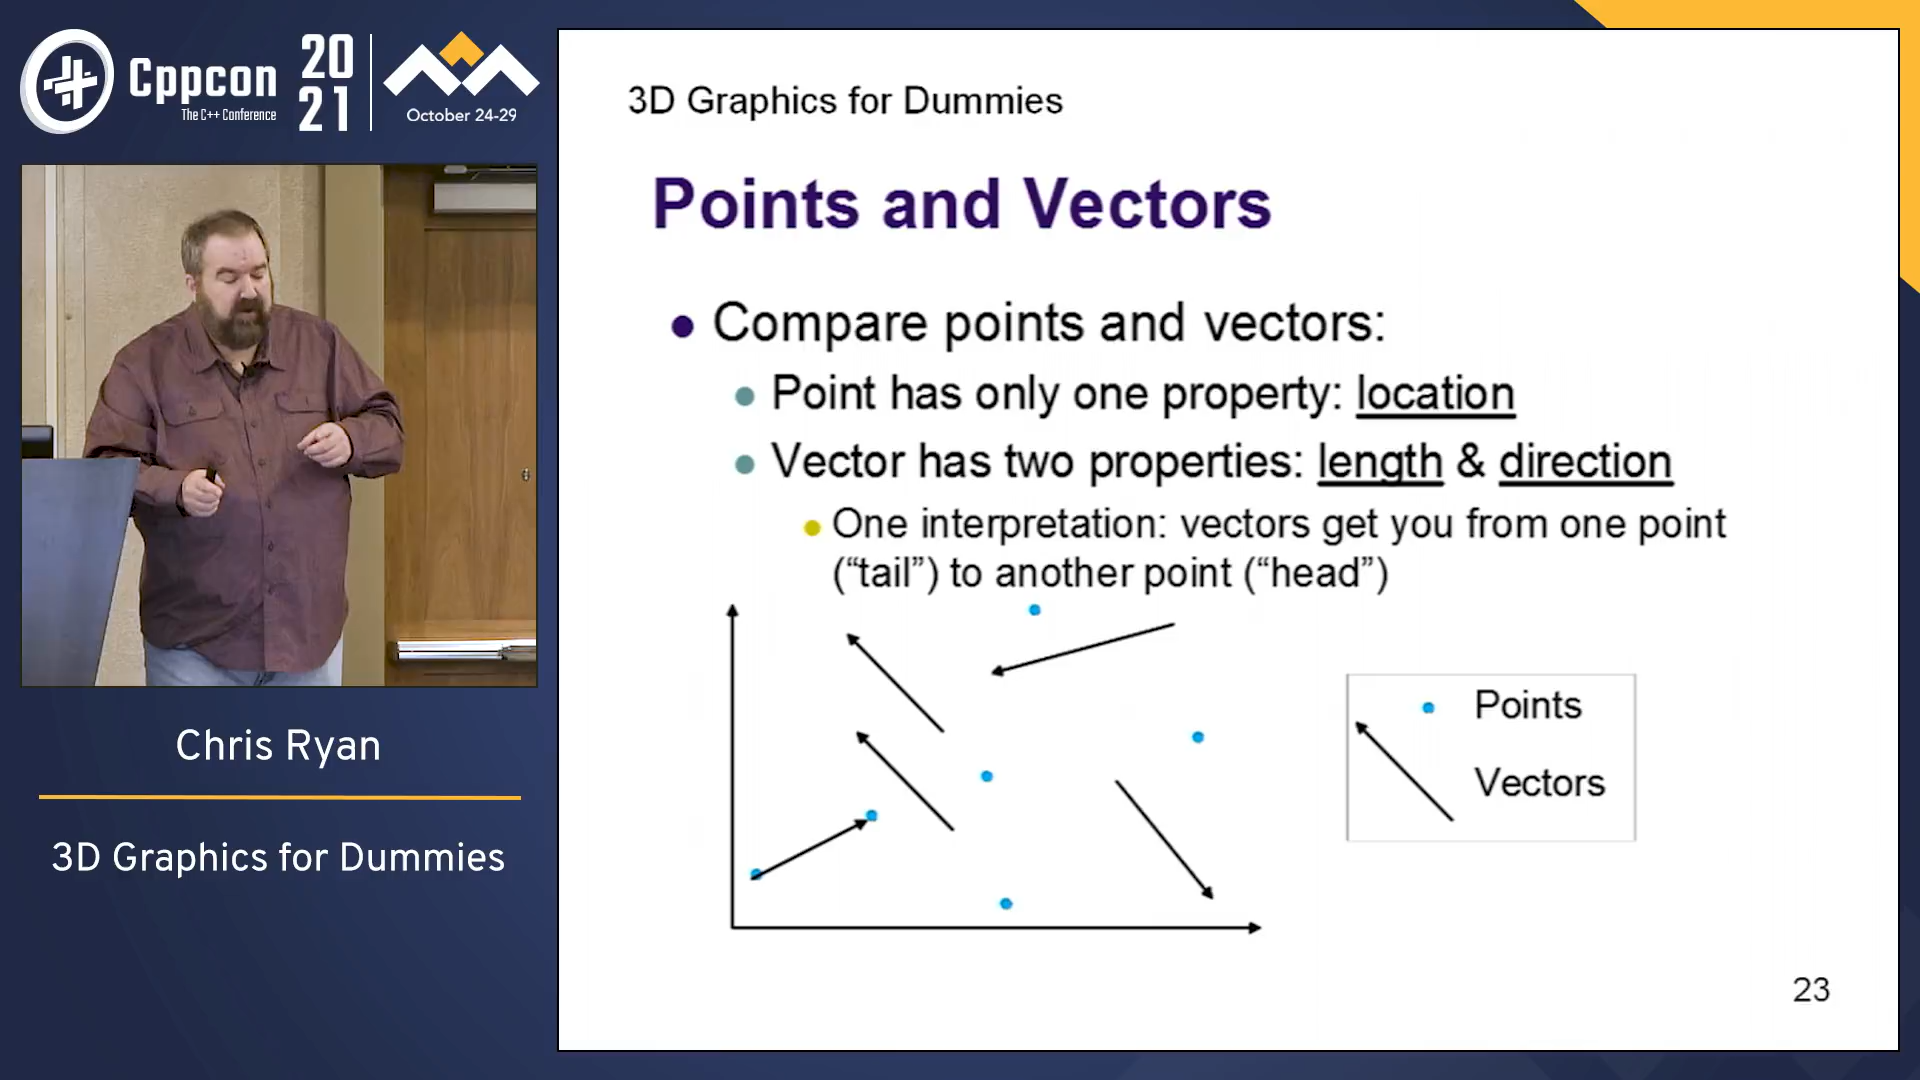 Cppcon
The C++ Conference
20
21
October 24-29
Chris Ryan
3D Graphics for Dummies
3D Graphics for Dummies
Points and Vectors
Compare points and vectors:
Point has only one property: location
Vector has two properties: length & direction
One interpretation: vectors get you from one point
(“tail”) to another point (“head”)
Points
Vectors
23